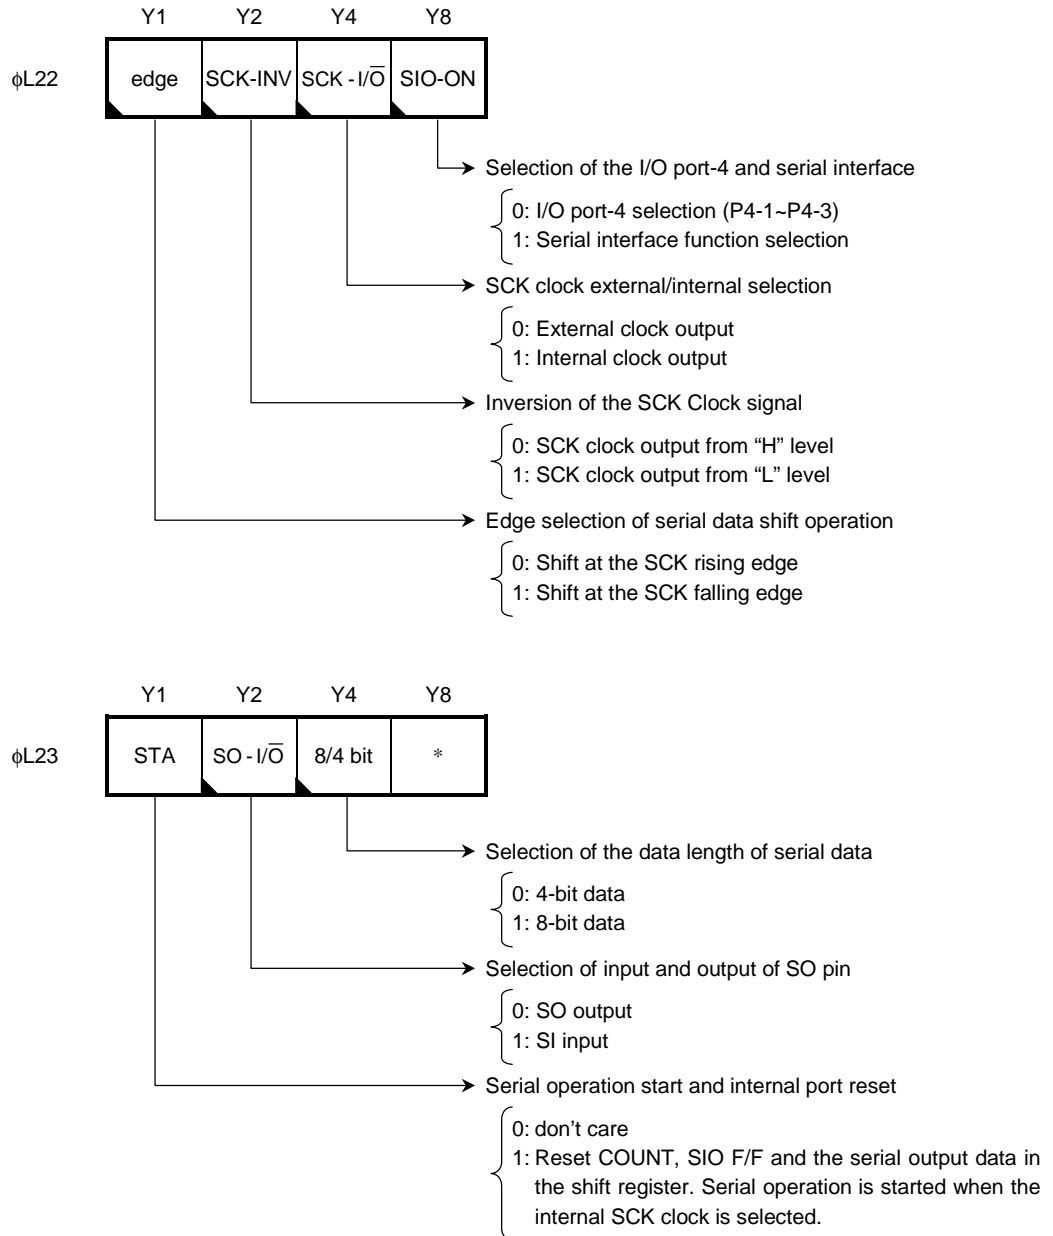 Y1 Y2 Y4 Y8
ϕL22 edge SCK-INV SCK - I/O̅ SIO-ON
Selection of the I/O port-4 and serial interface
0: I/O port-4 selection (P4-1~P4-3)
1: Serial interface function selection
SCK clock external/internal selection
0: External clock output
1: Internal clock output
Inversion of the SCK Clock signal
0: SCK clock output from “H” level
1: SCK clock output from “L” level
Edge selection of serial data shift operation
0: Shift at the SCK rising edge
1: Shift at the SCK falling edge
Y1 Y2 Y4 Y8
ϕL23 STA SO - I/O̅ 8/4 bit *
Selection of the data length of serial data
0: 4-bit data
1: 8-bit data
Selection of input and output of SO pin
0: SO output
1: SI input
Serial operation start and internal port reset
0: don’t care
1: Reset COUNT, SIO F/F and the serial output data in
the shift register. Serial operation is started when the
internal SCK clock is selected.